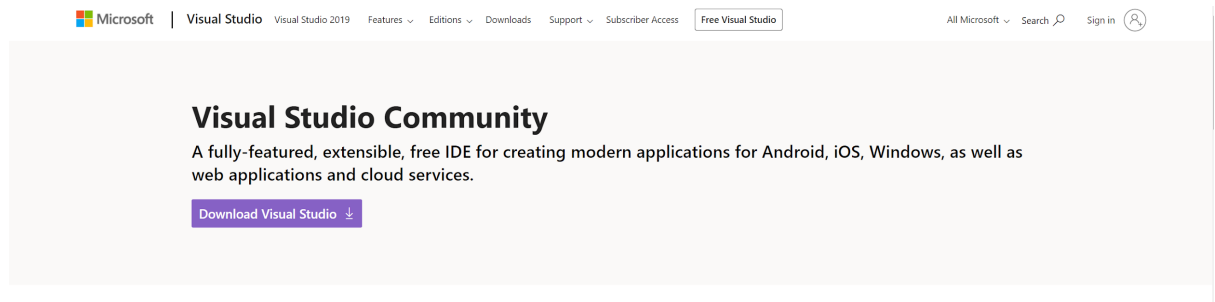 Microsoft Visual Studio Visual Studio 2019 Features Editions Downloads Support Subscriber Access Free Visual Studio All Microsoft Search Sign in
Visual Studio Community
A fully-featured, extensible, free IDE for creating modern applications for Android, iOS, Windows, as well as
web applications and cloud services.
Download Visual Studio